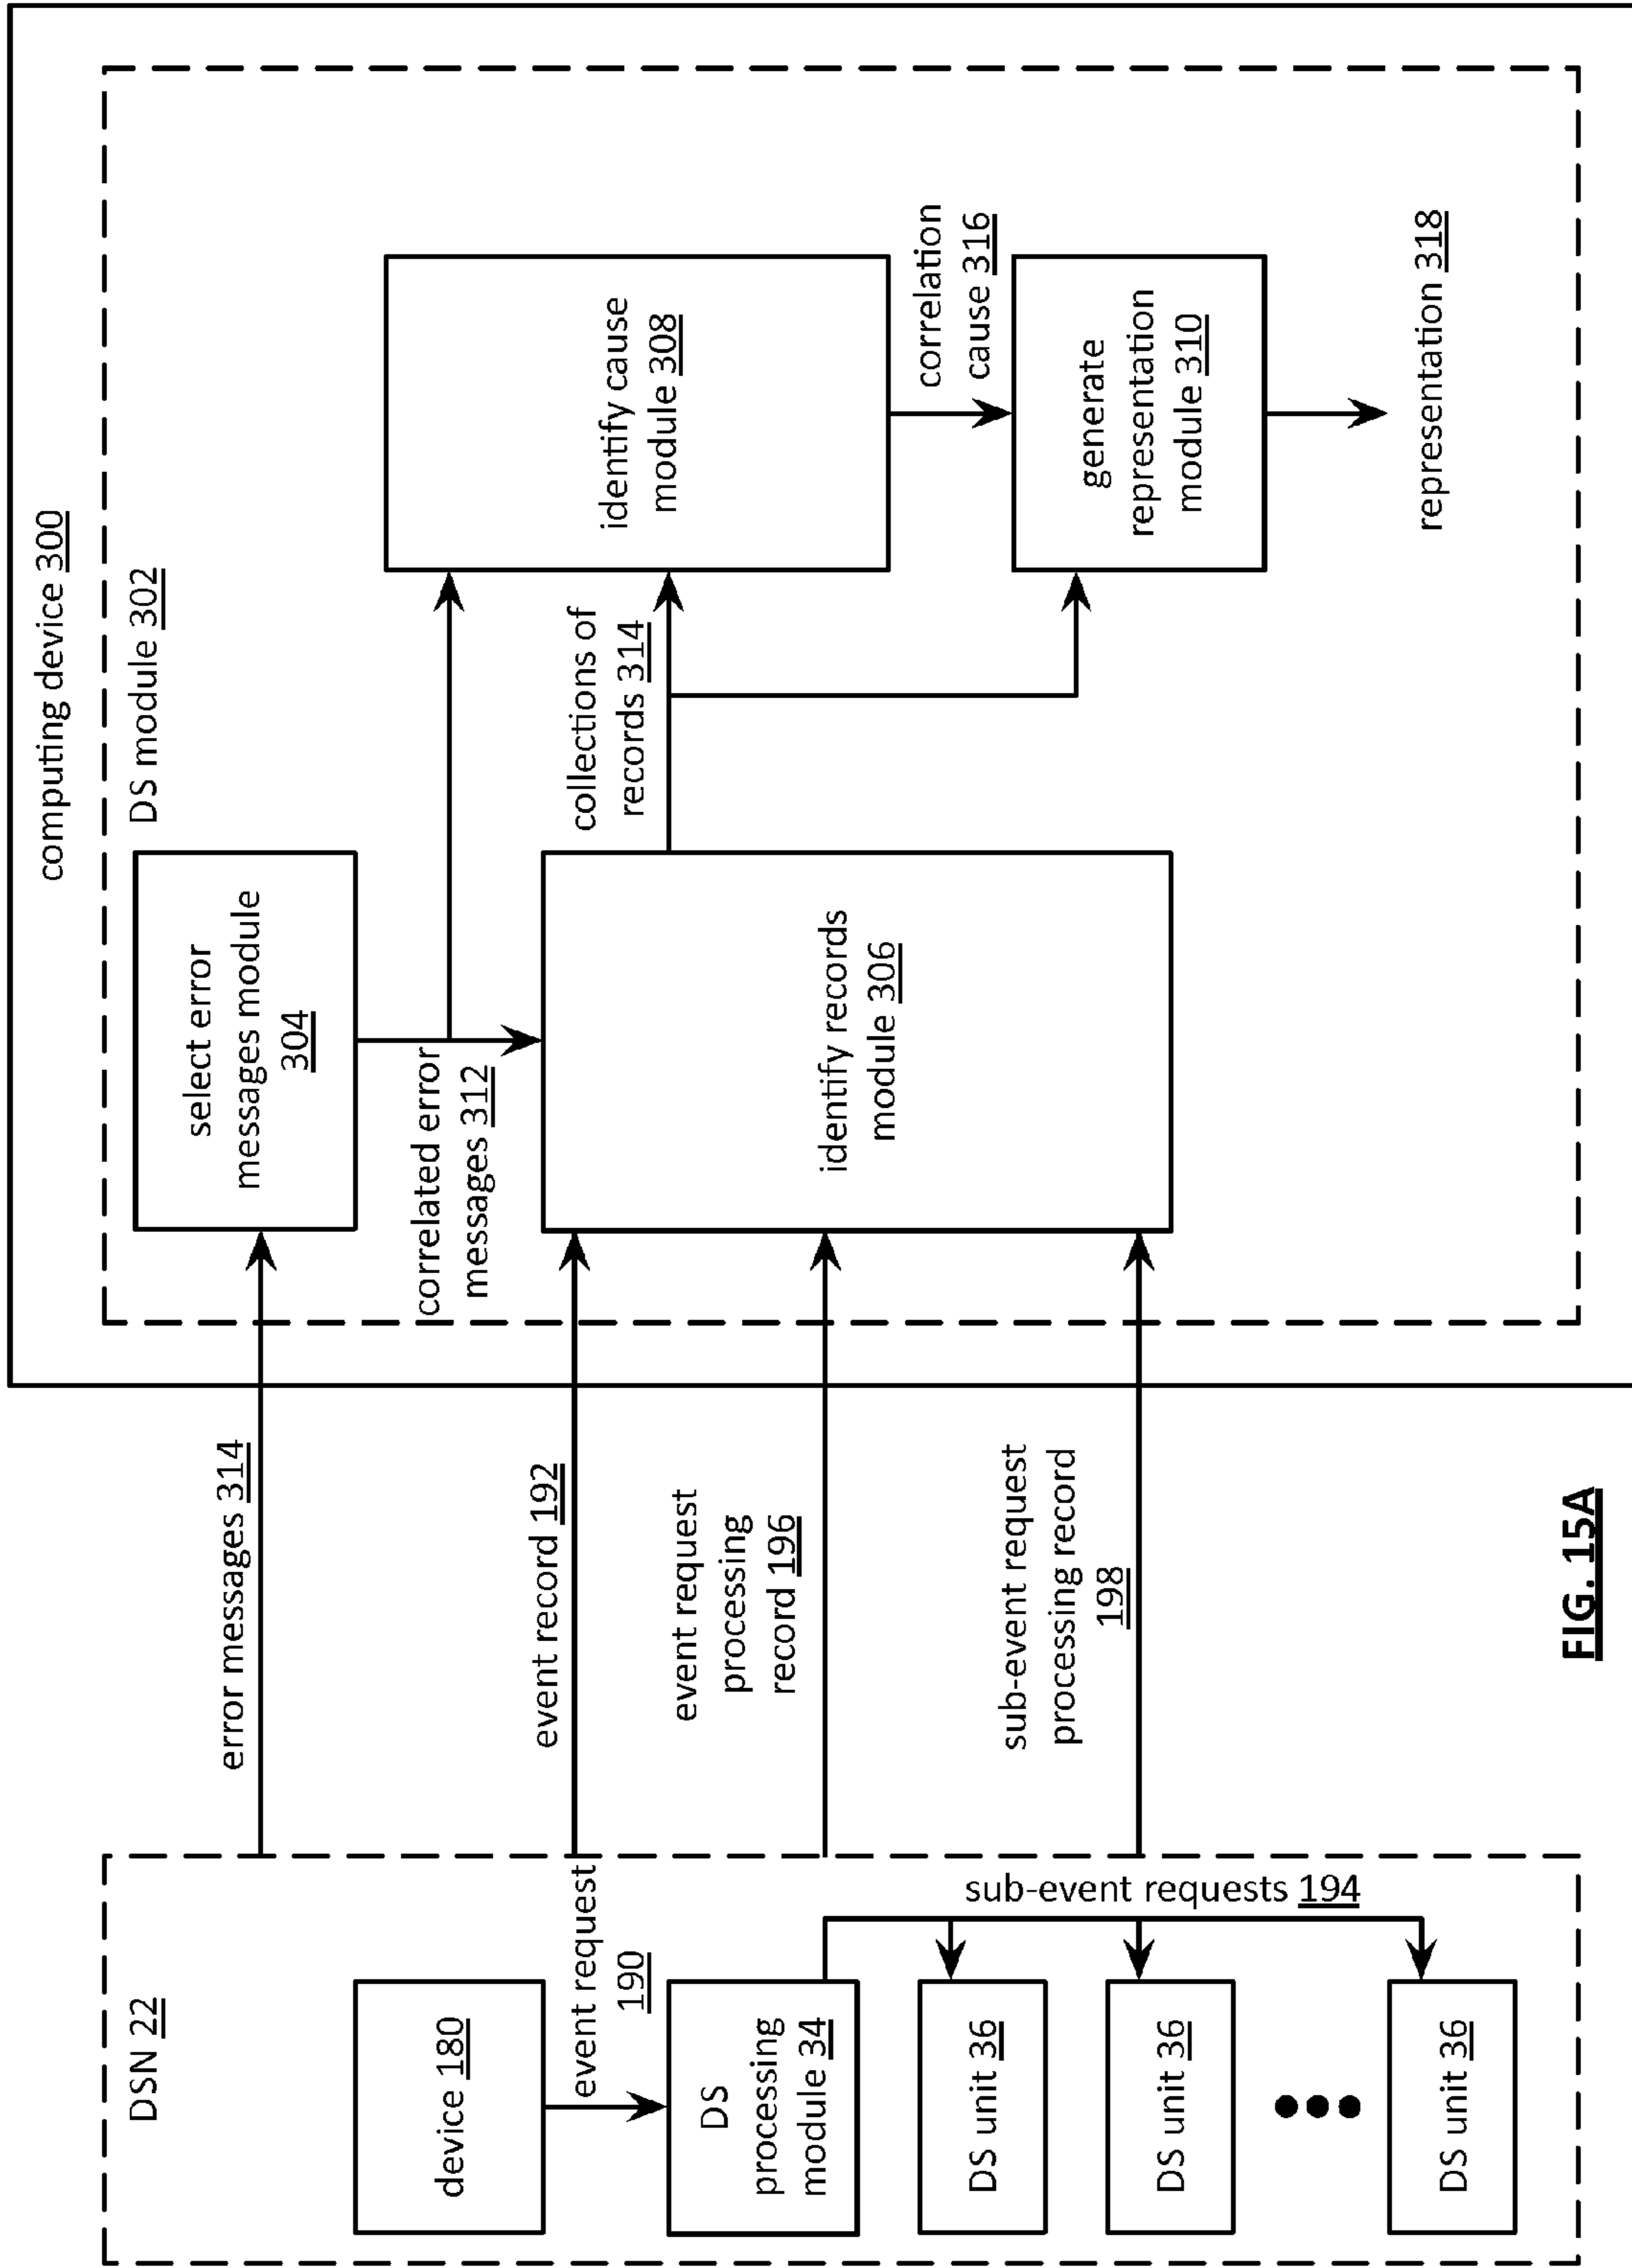 computing device 300
DS module 302
DSN 22
error messages 314
select error
messages module
304
device 180
event request
190
event record 192
correlated error
messages 312
identify cause
module 308
collections of
records 314
DS
processing
module 34
event request
processing
record 196
identify records
module 306
correlation
cause 316
sub-event requests 194
sub-event request
processing record
198
generate
representation
module 310
DS unit 36
DS unit 36
DS unit 36
representation 318
FIG. 15A